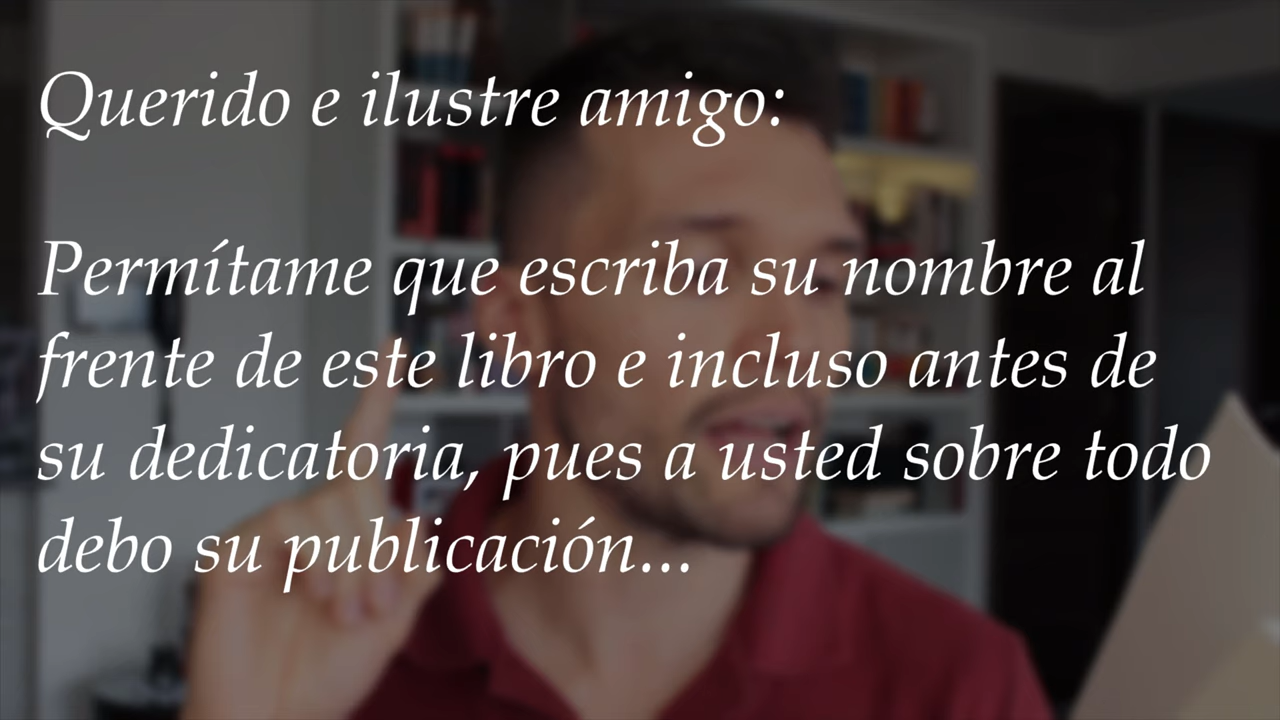 Querido e ilustre amigo:
Permítame que escriba su nombre al
frente de este libro e incluso antes de
su dedicatoria, pues a usted sobre todo
debo su publicación...